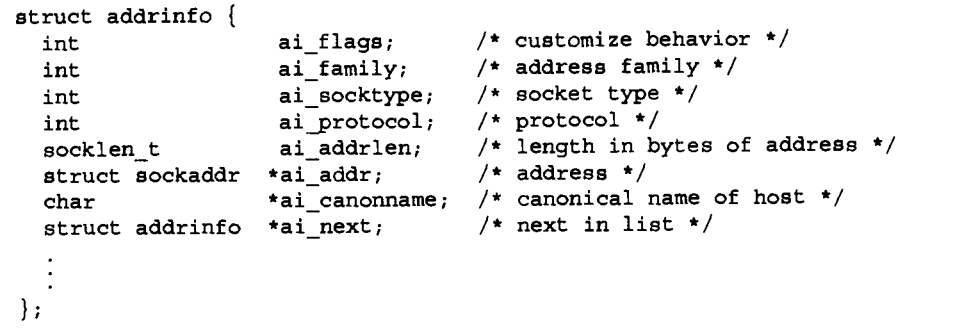 struct addrinfo {
int ai_flags; /* customize behavior */
int ai_family; /* address family */
int ai_socktype; /* socket type */
int ai_protocol; /* protocol */
socklen_t ai_addrlen; /* length in bytes of address */
struct sockaddr *ai_addr; /* address */
char *ai_canonname; /* canonical name of host */
struct addrinfo *ai_next; /* next in list */
.
.
.
};